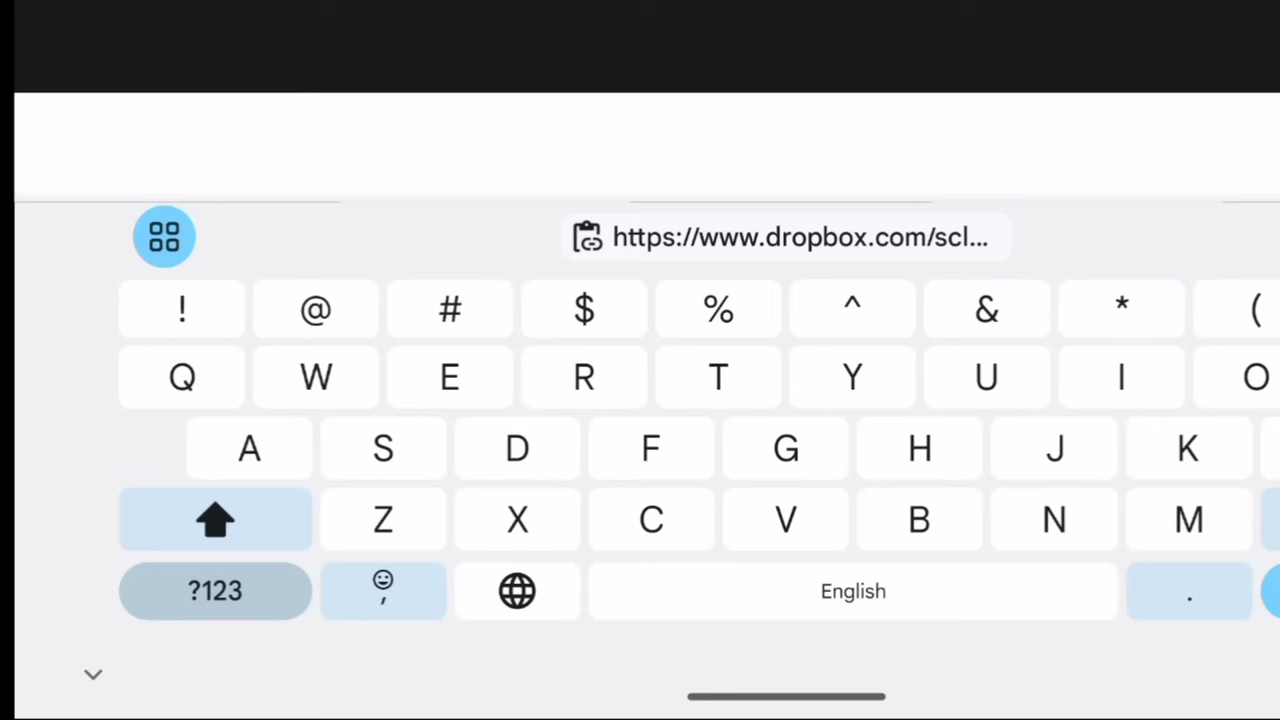 https://www.dropbox.com/scl...
! @ # $ % ^ & * (
Q W E R T Y U I O
A S D F G H J K
Z X C V B N M
?123 , English .